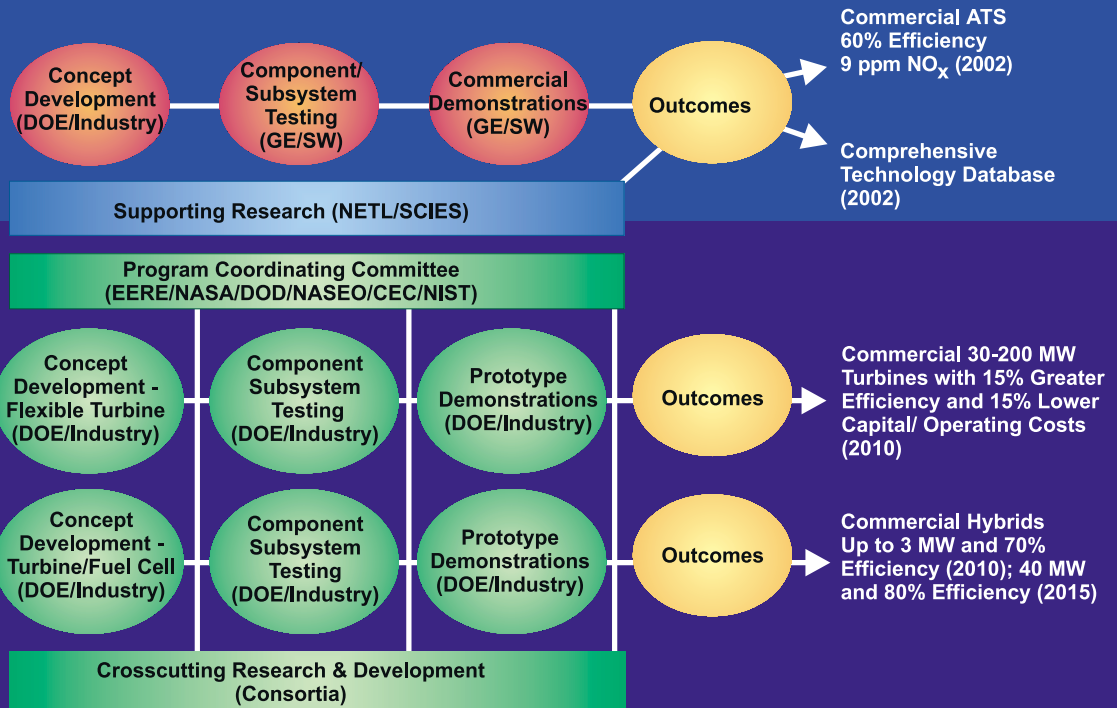 Concept
Development
(DOE/Industry)
Component/
Subsystem
Testing
(GE/SW)
Commercial
Demonstrations
(GE/SW)
Outcomes
Commercial ATS
60% Efficiency
9 ppm NOx (2002)
Comprehensive
Technology Database
(2002)
Supporting Research (NETL/SCIES)
Program Coordinating Committee
(EERE/NASA/DOD/NASEO/CEC/NIST)
Concept
Development -
Flexible Turbine
(DOE/Industry)
Component
Subsystem
Testing
(DOE/Industry)
Prototype
Demonstrations
(DOE/Industry)
Outcomes
Commercial 30-200 MW
Turbines with 15% Greater
Efficiency and 15% Lower
Capital/ Operating Costs
(2010)
Concept
Development -
Turbine/Fuel Cell
(DOE/Industry)
Component
Subsystem
Testing
(DOE/Industry)
Prototype
Demonstrations
(DOE/Industry)
Outcomes
Commercial Hybrids
Up to 3 MW and 70%
Efficiency (2010); 40 MW
and 80% Efficiency (2015)
Crosscutting Research & Development
(Consortia)